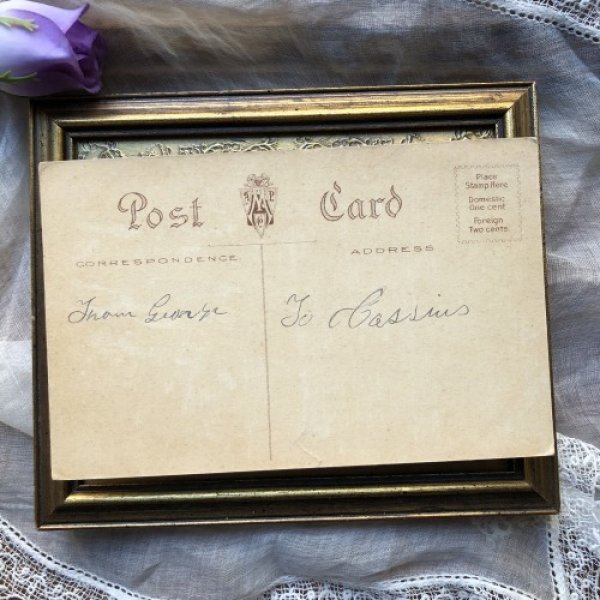 Post Card
Place
Stamp Here
Domestic
One cent
Foreign
Two cents
CORRESPONDENCE
ADDRESS
From George
To Cassius